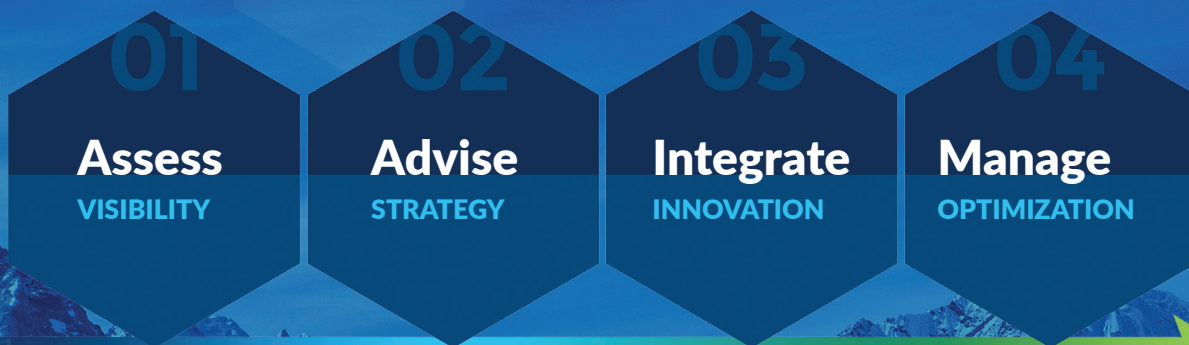 01
Assess
VISIBILITY
02
Advise
STRATEGY
03
Integrate
INNOVATION
04
Manage
OPTIMIZATION